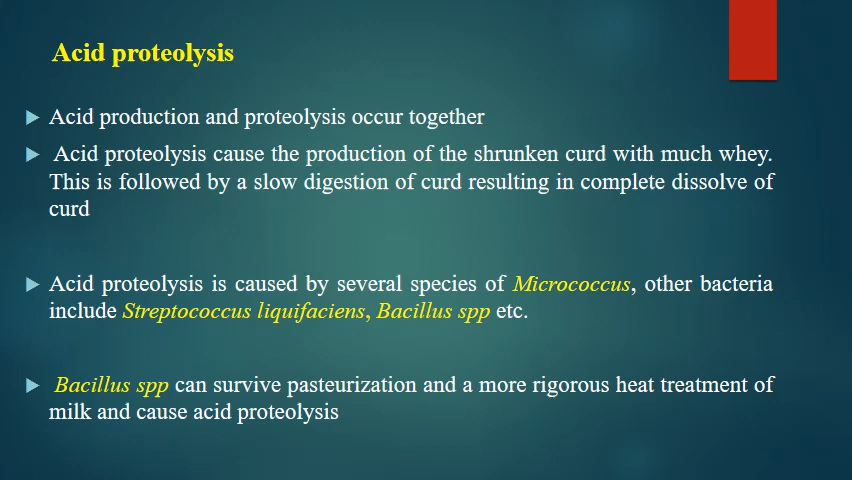 Acid proteolysis
Acid production and proteolysis occur together
Acid proteolysis cause the production of the shrunken curd with much whey.
This is followed by a slow digestion of curd resulting in complete dissolve of
curd
Acid proteolysis is caused by several species of Micrococcus, other bacteria
include Streptococcus liquifaciens, Bacillus spp etc.
Bacillus spp can survive pasteurization and a more rigorous heat treatment of
milk and cause acid proteolysis